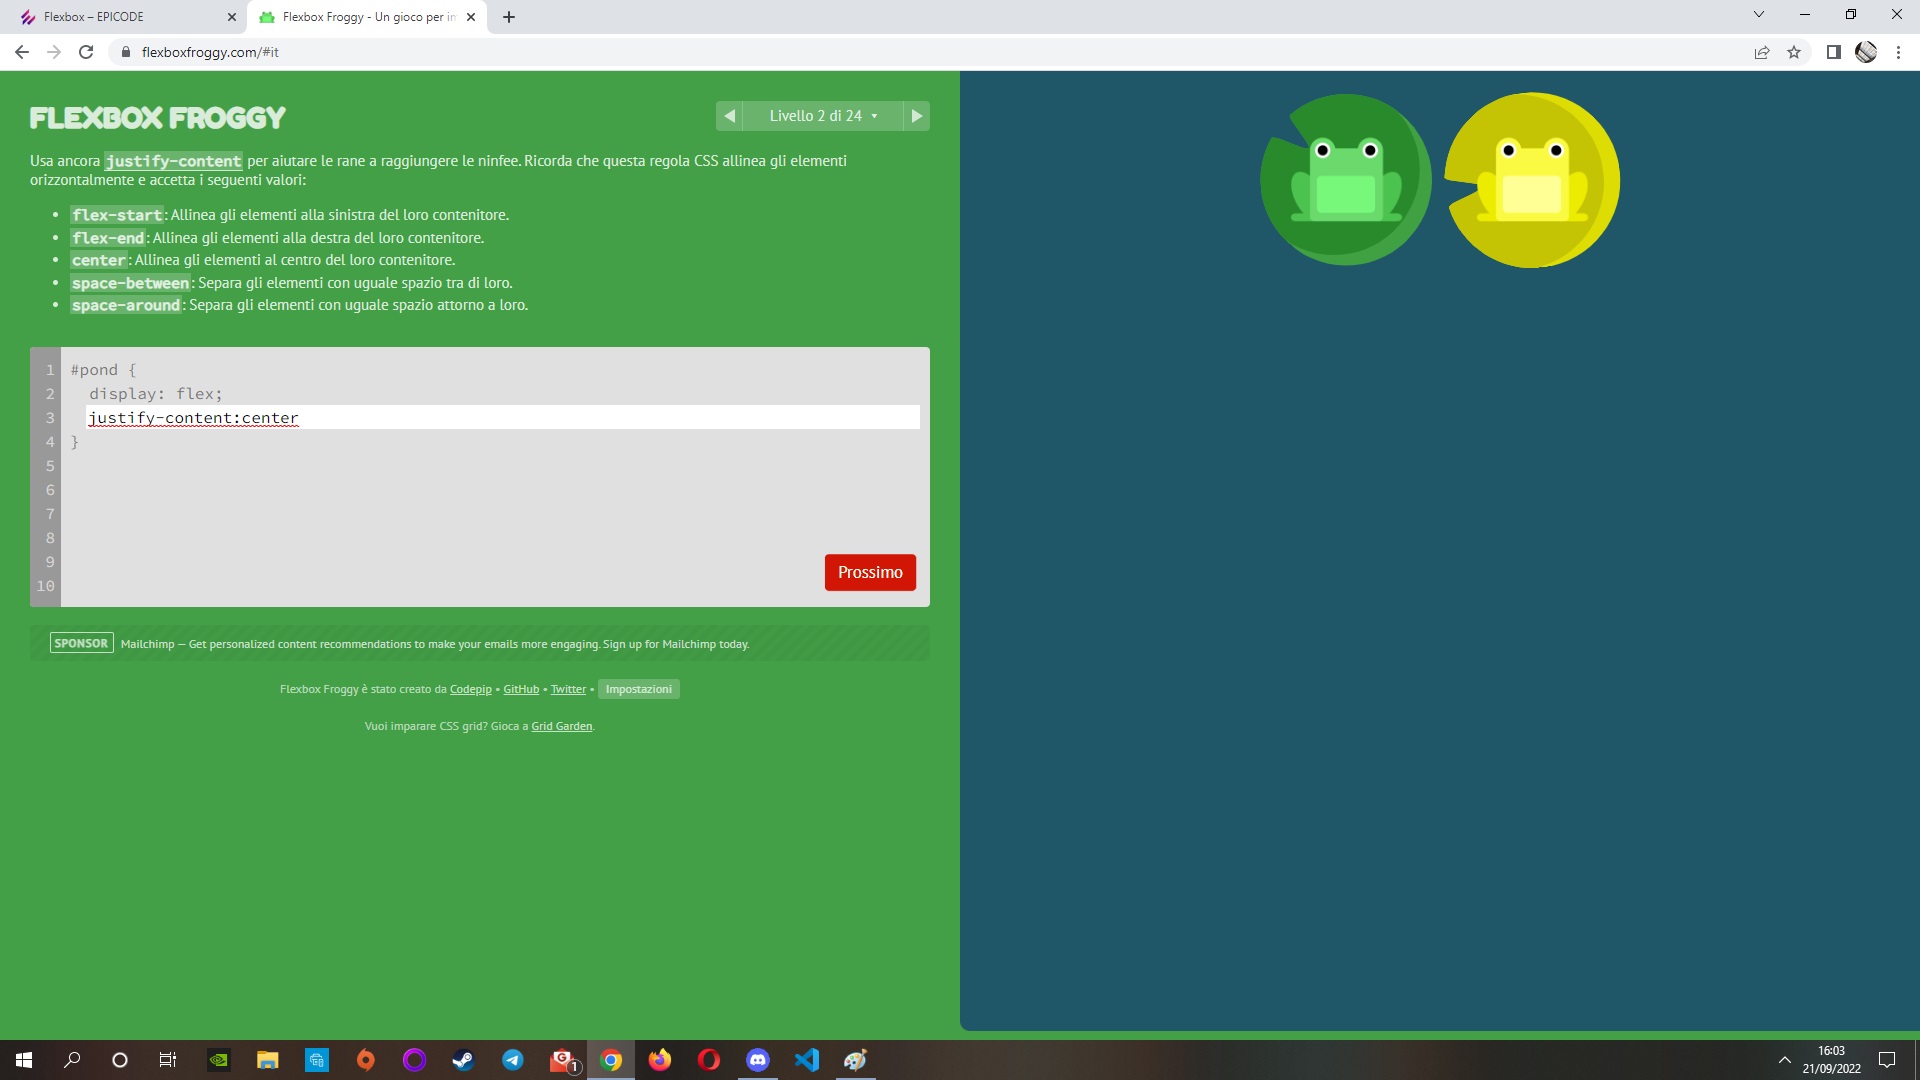 Flexbox – EPICODE
Flexbox Froggy - Un gioco per im
flexboxfroggy.com/#it
FLEXBOX FROGGY
Livello 2 di 24
Usa ancora justify-content per aiutare le rane a raggiungere le ninfee. Ricorda che questa regola CSS allinea gli elementi
orizzontalmente e accetta i seguenti valori:
• flex-start: Allinea gli elementi alla sinistra del loro contenitore.
• flex-end: Allinea gli elementi alla destra del loro contenitore.
• center: Allinea gli elementi al centro del loro contenitore.
• space-between: Separa gli elementi con uguale spazio tra di loro.
• space-around: Separa gli elementi con uguale spazio attorno a loro.
1 #pond {
2 display: flex;
3 justify-content:center
4 }
5
6
7
8
9
10
Prossimo
SPONSOR Mailchimp — Get personalized content recommendations to make your emails more engaging. Sign up for Mailchimp today.
Flexbox Froggy è stato creato da Codepip • GitHub • Twitter • Impostazioni
Vuoi imparare CSS grid? Gioca a Grid Garden.
G
1
16:03
21/09/2022